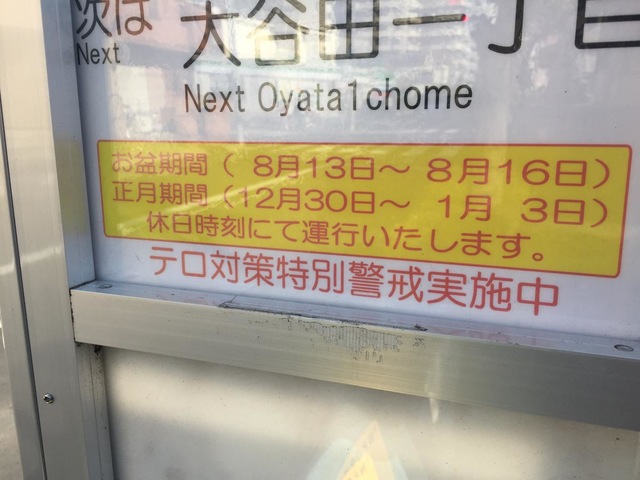 次は 大谷田一丁目
Next
Next Oyata1chome
お盆期間（ 8月13日～ 8月16日）
正月期間（12月30日～ 1月 3日）
休日時刻にて運行いたします。
テロ対策特別警戒実施中